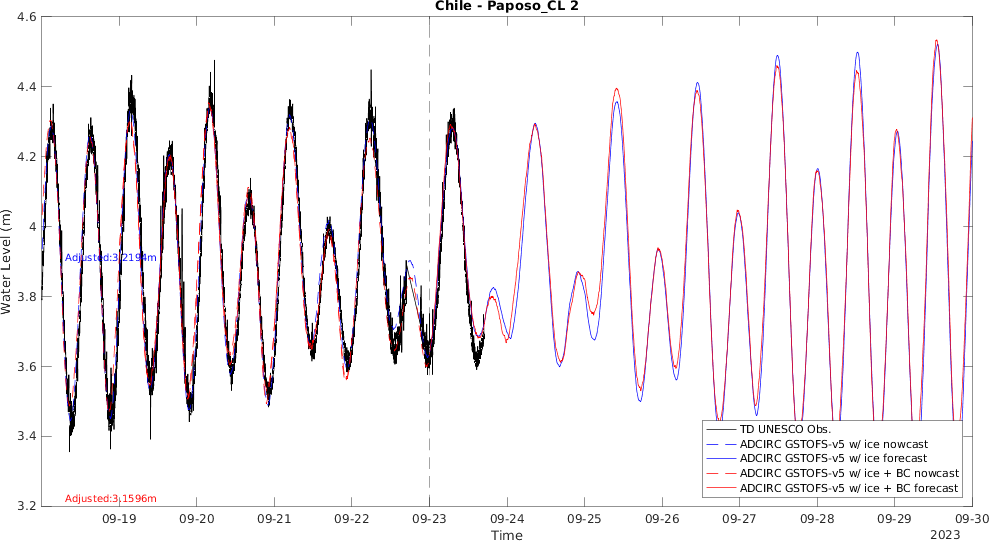 Chile - Paposo_CL 2
4.6
4.4
4.2
4
3.8
3.6
3.4
3.2
Water Level (m)
Adjusted:3.2194m
Adjusted:3.1596m
TD UNESCO Obs.
ADCIRC GSTOFS-v5 w/ ice nowcast
ADCIRC GSTOFS-v5 w/ ice forecast
ADCIRC GSTOFS-v5 w/ ice + BC nowcast
ADCIRC GSTOFS-v5 w/ ice + BC forecast
09-19 09-20 09-21 09-22 09-23 09-24 09-25 09-26 09-27 09-28 09-29 09-30
Time
2023